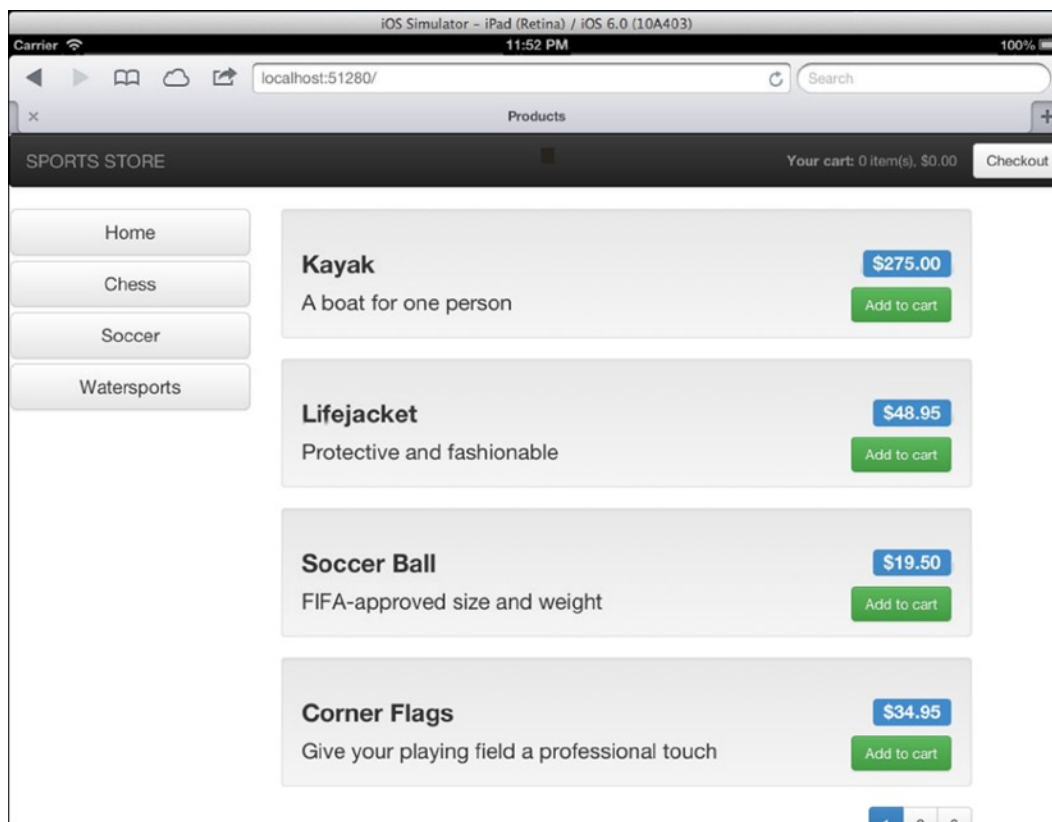 iOS Simulator – iPad (Retina) / iOS 6.0 (10A403)
Carrier 11:52 PM 100%
localhost:51280/ Search
Products
SPORTS STORE Your cart: 0 item(s), $0.00 Checkout
Home
Chess
Soccer
Watersports
Kayak $275.00
A boat for one person Add to cart
Lifejacket $48.95
Protective and fashionable Add to cart
Soccer Ball $19.50
FIFA-approved size and weight Add to cart
Corner Flags $34.95
Give your playing field a professional touch Add to cart